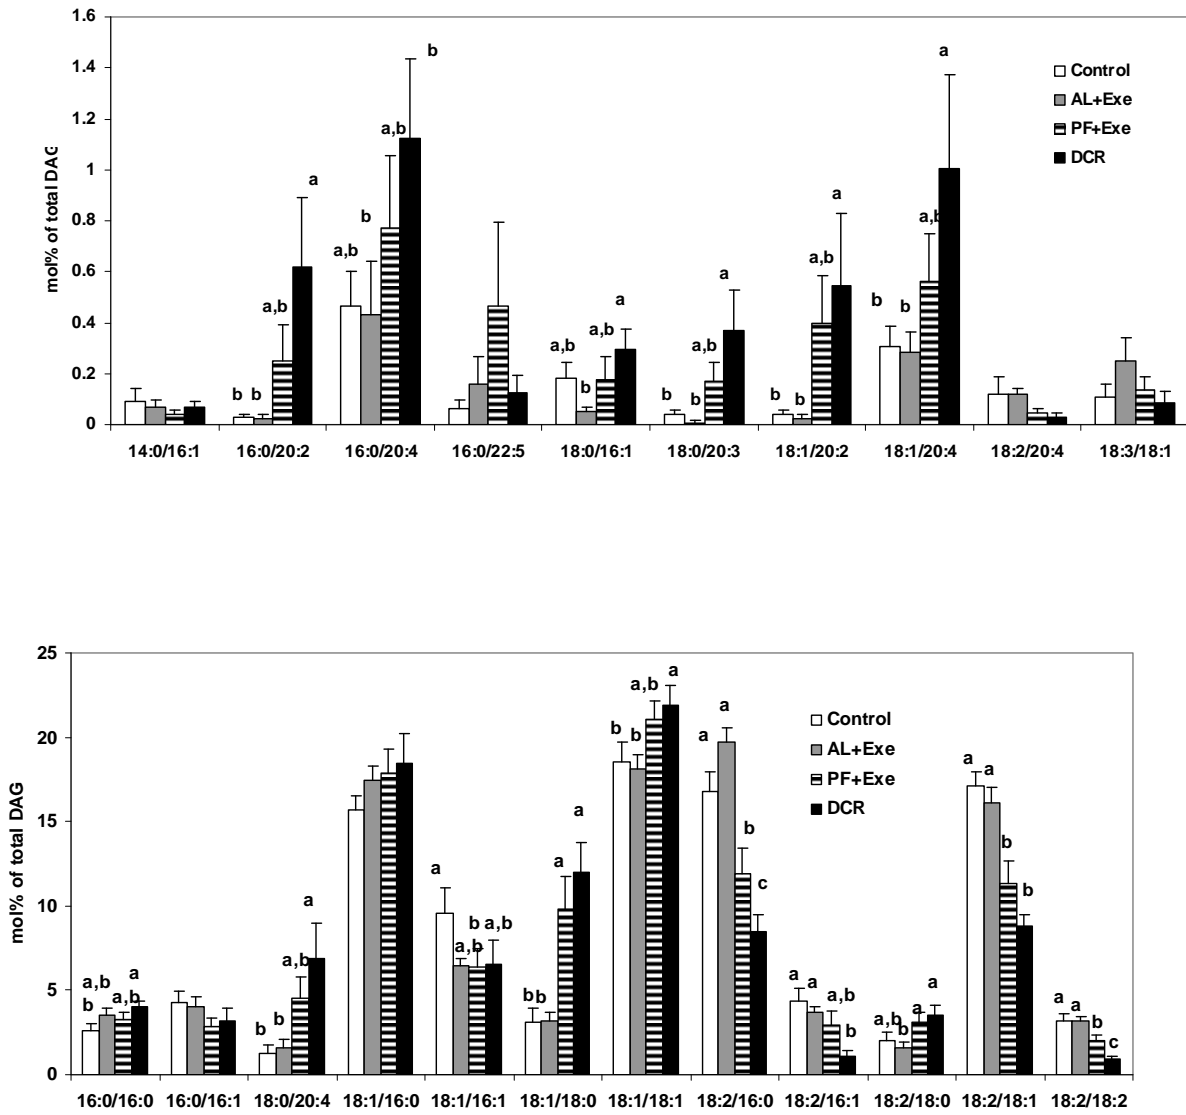 1.6
b
a
1.4
Control
AL+Exe
PF+Exe
DCR
1.2
a,b
1
a
a
0.8
b
a,b
a,b
a,b
0.6
a
a
b
b
0.4
a,b
a,b
a,b
0.2
b b
b
b
b
b
0
mol% of total DAG
14:0/16:1 16:0/20:2 16:0/20:4 16:0/22:5 18:0/16:1 18:0/20:3 18:1/20:2 18:1/20:4 18:2/20:4 18:3/18:1
25
a
a,b
a
Control
AL+Exe
PF+Exe
DCR
b b
20
a
a a
15
a
a
b
b
a
c
b
10
a
b a,b
a,b
a,b
5
a,b a
b a,b
b b
bb
a a
a,b
b
a
a,b
b
a a
b
c
0
mol% of total DAG
16:0/16:0 16:0/16:1 18:0/20:4 18:1/16:0 18:1/16:1 18:1/18:0 18:1/18:1 18:2/16:0 18:2/16:1 18:2/18:0 18:2/18:1 18:2/18:2